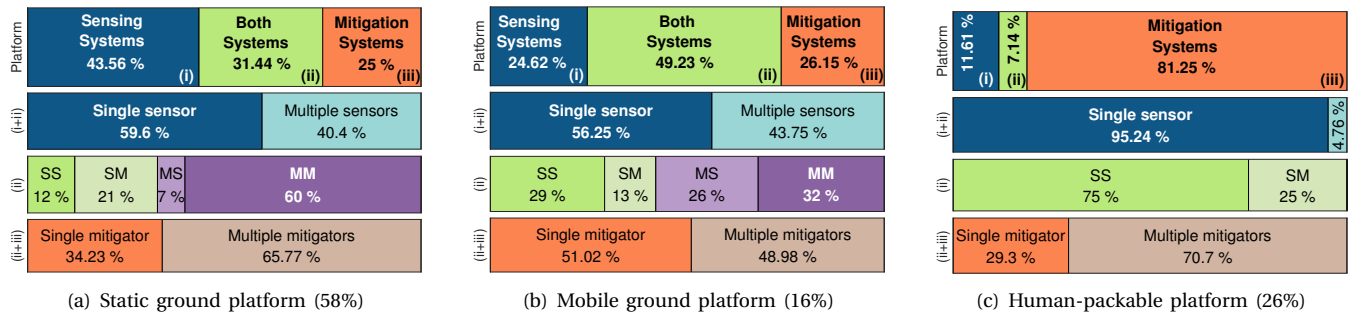 Platform
Sensing
Systems
43.56 %
(i)
Both
Systems
31.44 %
(ii)
Mitigation
Systems
25 %
(iii)
(i+ii)
Single sensor
59.6 %
Multiple sensors
40.4 %
(ii)
SS
12 %
SM
21 %
MS
7 %
MM
60 %
(ii+iii)
Single mitigator
34.23 %
Multiple mitigators
65.77 %
(a) Static ground platform (58%)
Platform
Sensing
Systems
24.62 %
(i)
Both
Systems
49.23 %
(ii)
Mitigation
Systems
26.15 %
(iii)
(i+ii)
Single sensor
56.25 %
Multiple sensors
43.75 %
(ii)
SS
29 %
SM
13 %
MS
26 %
MM
32 %
(ii+iii)
Single mitigator
51.02 %
Multiple mitigators
48.98 %
(b) Mobile ground platform (16%)
Platform
11.61 %
(i)
7.14 %
(ii)
Mitigation
Systems
81.25 %
(iii)
(i+ii)
Single sensor
95.24 %
4.76 %
(ii)
SS
75 %
SM
25 %
(ii+iii)
Single mitigator
29.3 %
Multiple mitigators
70.7 %
(c) Human-packable platform (26%)